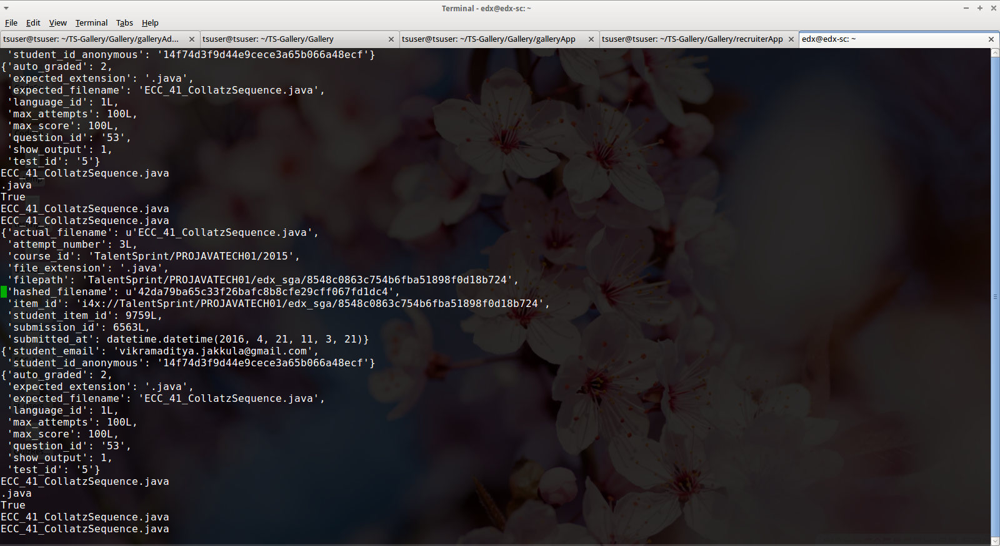 Terminal - edx@edx-sc: ~
File Edit View Terminal Tabs Help
tsuser@tsuser: ~/TS-Gallery/Gallery/galleryAd... tsuser@tsuser: ~/TS-Gallery/Gallery tsuser@tsuser: ~/TS-Gallery/Gallery/galleryApp tsuser@tsuser: ~/TS-Gallery/Gallery/recruiterApp edx@edx-sc: ~
'student_id_anonymous': '14f74d3f9d44e9cece3a65b066a48ecf'}
{'auto_graded': 2,
'expected_extension': '.java',
'expected_filename': 'ECC_41_CollatzSequence.java',
'language_id': 1L,
'max_attempts': 100L,
'max_score': 100L,
'question_id': '53',
'show_output': 1,
'test_id': '5'}
ECC_41_CollatzSequence.java
.java
True
ECC_41_CollatzSequence.java
ECC_41_CollatzSequence.java
{'actual_filename': u'ECC_41_CollatzSequence.java',
'attempt_number': 3L,
'course_id': 'TalentSprint/PROJAVATECH01/2015',
'file_extension': '.java',
'filepath': 'TalentSprint/PROJAVATECH01/edx_sga/8548c0863c754b6fba51898f0d18b724',
'hashed_filename': u'42da79ba65c33f26bafc8b8cfe29cff067fd1dc4',
'item_id': 'i4x://TalentSprint/PROJAVATECH01/edx_sga/8548c0863c754b6fba51898f0d18b724',
'student_item_id': 9759L,
'submission_id': 6563L,
'submitted_at': datetime.datetime(2016, 4, 21, 11, 3, 21)}
{'student_email': 'vikramaditya.jakkula@gmail.com',
'student_id_anonymous': '14f74d3f9d44e9cece3a65b066a48ecf'}
{'auto_graded': 2,
'expected_extension': '.java',
'expected_filename': 'ECC_41_CollatzSequence.java',
'language_id': 1L,
'max_attempts': 100L,
'max_score': 100L,
'question_id': '53',
'show_output': 1,
'test_id': '5'}
ECC_41_CollatzSequence.java
.java
True
ECC_41_CollatzSequence.java
ECC_41_CollatzSequence.java